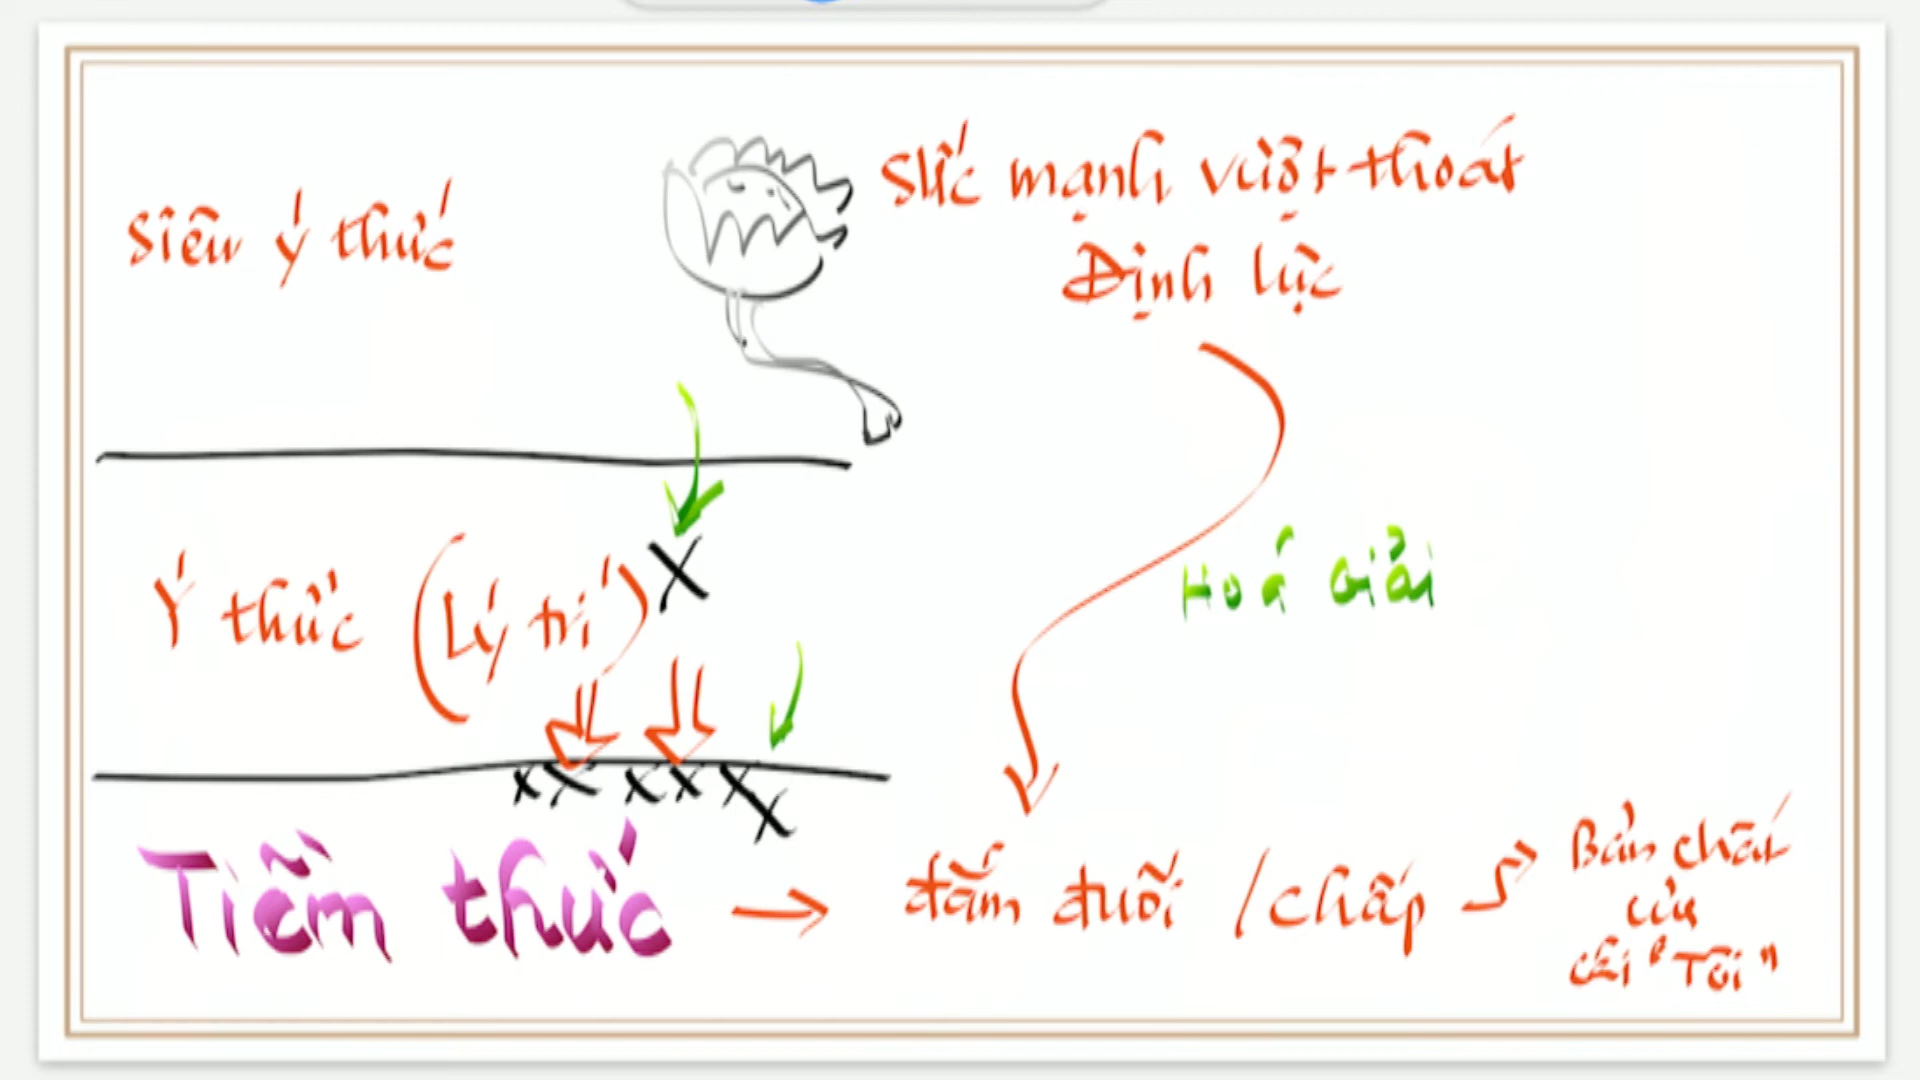 Siêu ý thức
Sức mạnh vượt thoát
Định lực
Ý thức (Lý trí)
Hoá giải
Tiềm thức → đắm đuối / chấp → Bản chất
của
cái "Tôi"